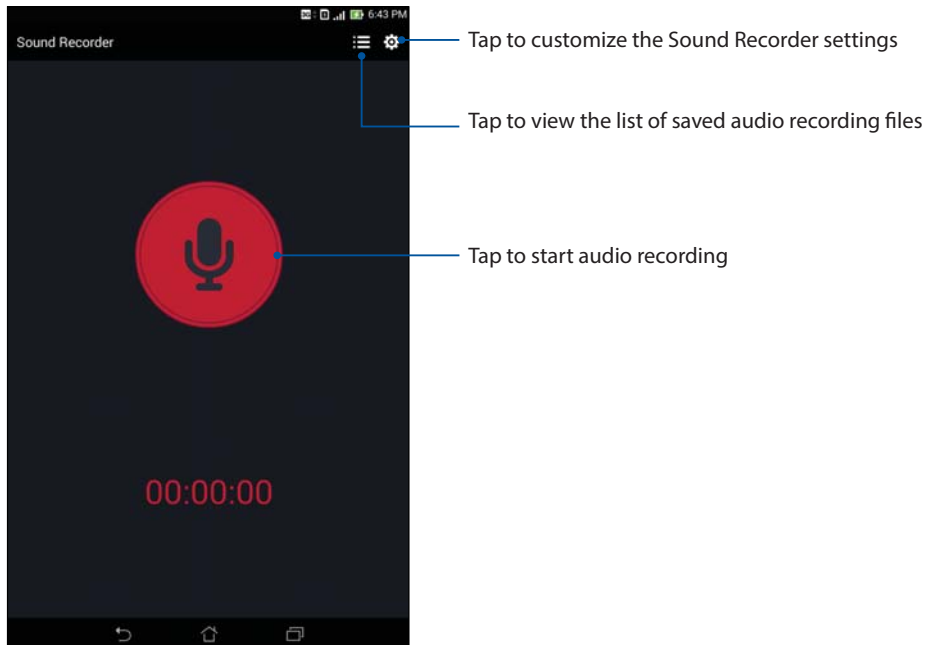 6:43 PM
Sound Recorder
Tap to customize the Sound Recorder settings
Tap to view the list of saved audio recording files
Tap to start audio recording
00:00:00